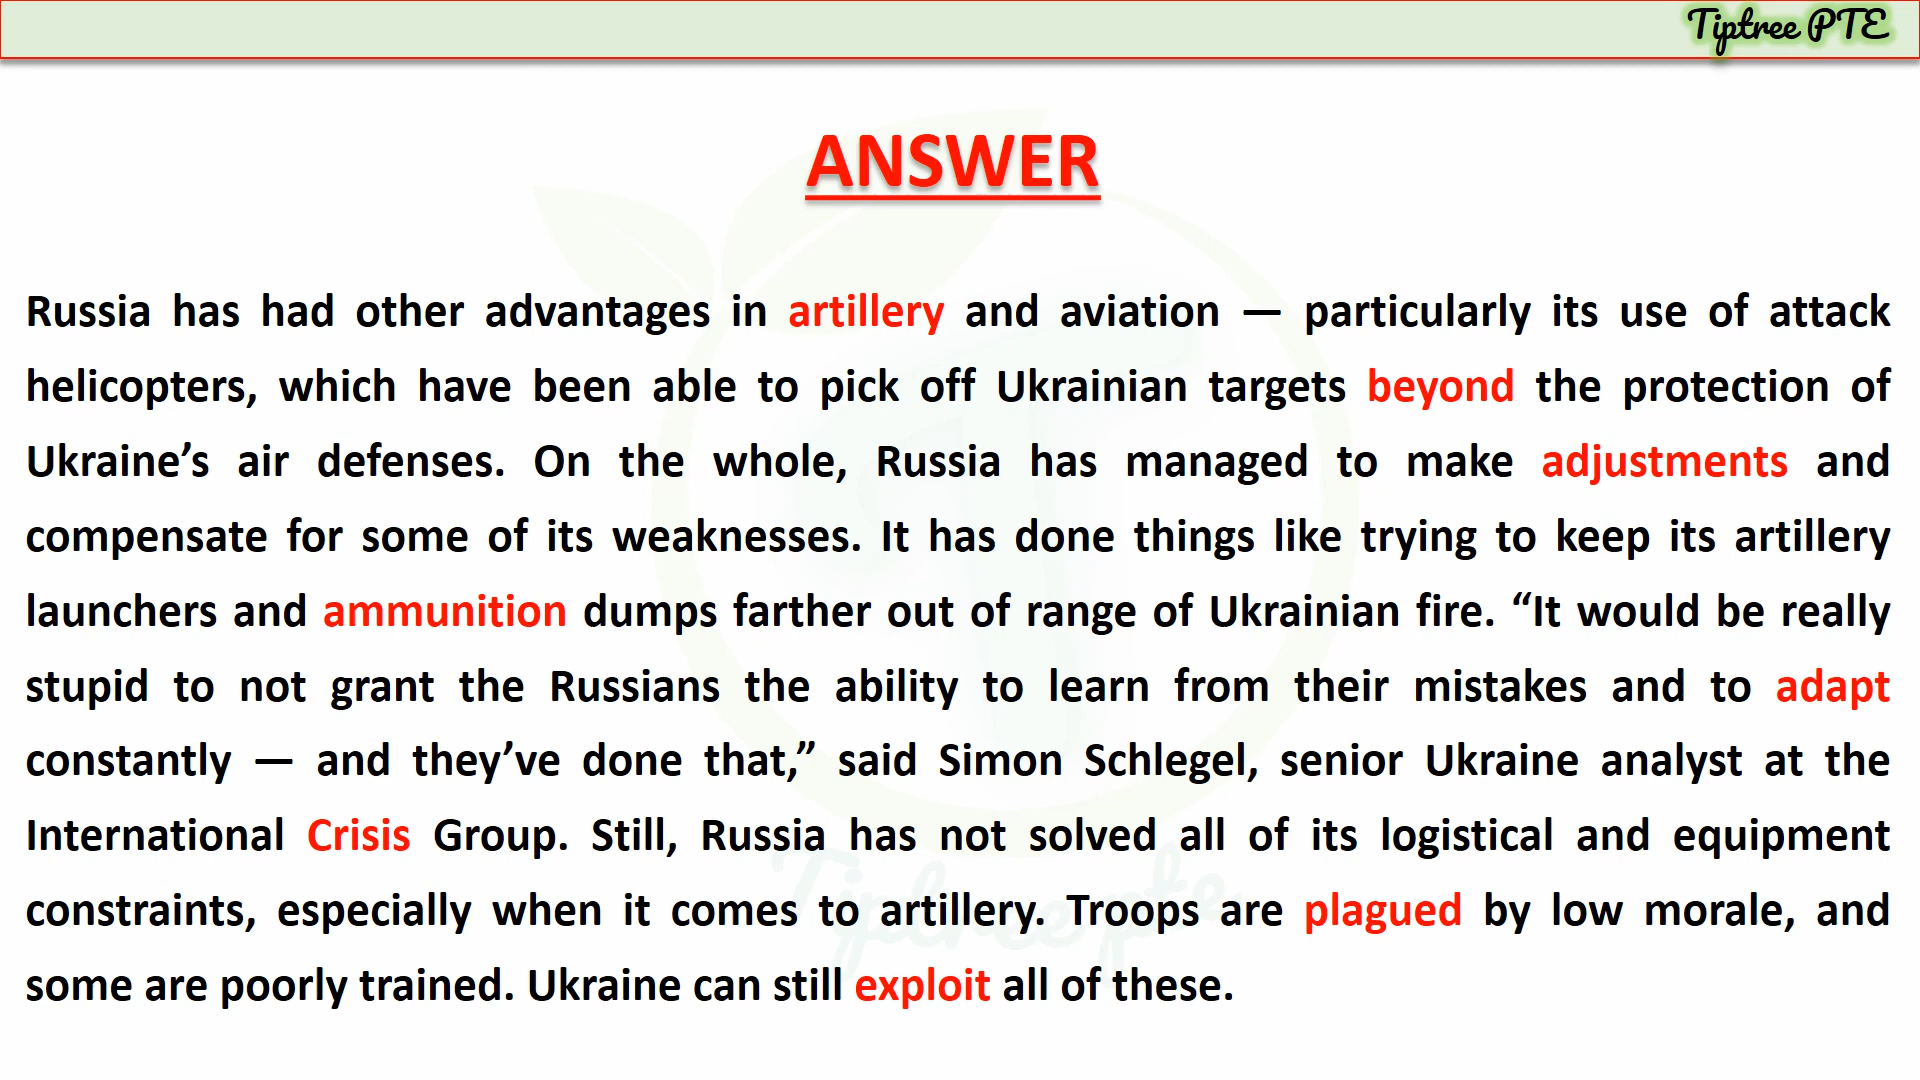 Tiptree PTE
ANSWER
Russia has had other advantages in artillery and aviation — particularly its use of attack
helicopters, which have been able to pick off Ukrainian targets beyond the protection of
Ukraine’s air defenses. On the whole, Russia has managed to make adjustments and
compensate for some of its weaknesses. It has done things like trying to keep its artillery
launchers and ammunition dumps farther out of range of Ukrainian fire. “It would be really
stupid to not grant the Russians the ability to learn from their mistakes and to adapt
constantly — and they’ve done that,” said Simon Schlegel, senior Ukraine analyst at the
International Crisis Group. Still, Russia has not solved all of its logistical and equipment
constraints, especially when it comes to artillery. Troops are plagued by low morale, and
some are poorly trained. Ukraine can still exploit all of these.
Tiptree pte